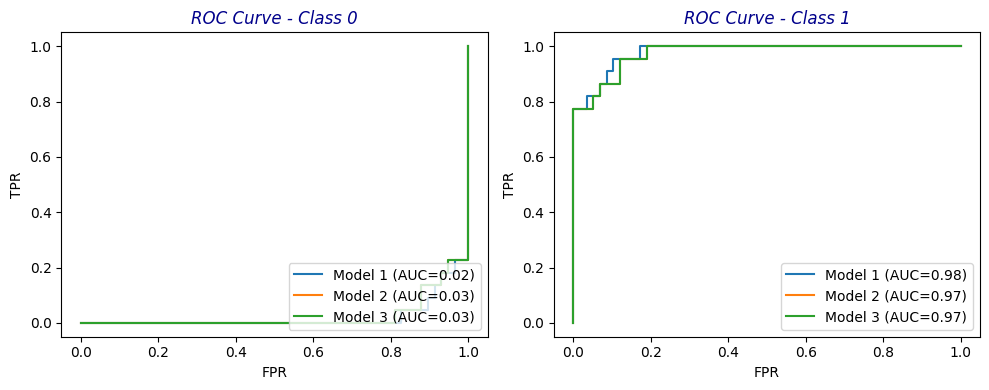 ROC Curve - Class 0
TPR
1.0
0.8
0.6
0.4
0.2
0.0
Model 1 (AUC=0.02)
Model 2 (AUC=0.03)
Model 3 (AUC=0.03)
0.0 0.2 0.4 0.6 0.8 1.0
FPR
ROC Curve - Class 1
TPR
1.0
0.8
0.6
0.4
0.2
0.0
Model 1 (AUC=0.98)
Model 2 (AUC=0.97)
Model 3 (AUC=0.97)
0.0 0.2 0.4 0.6 0.8 1.0
FPR